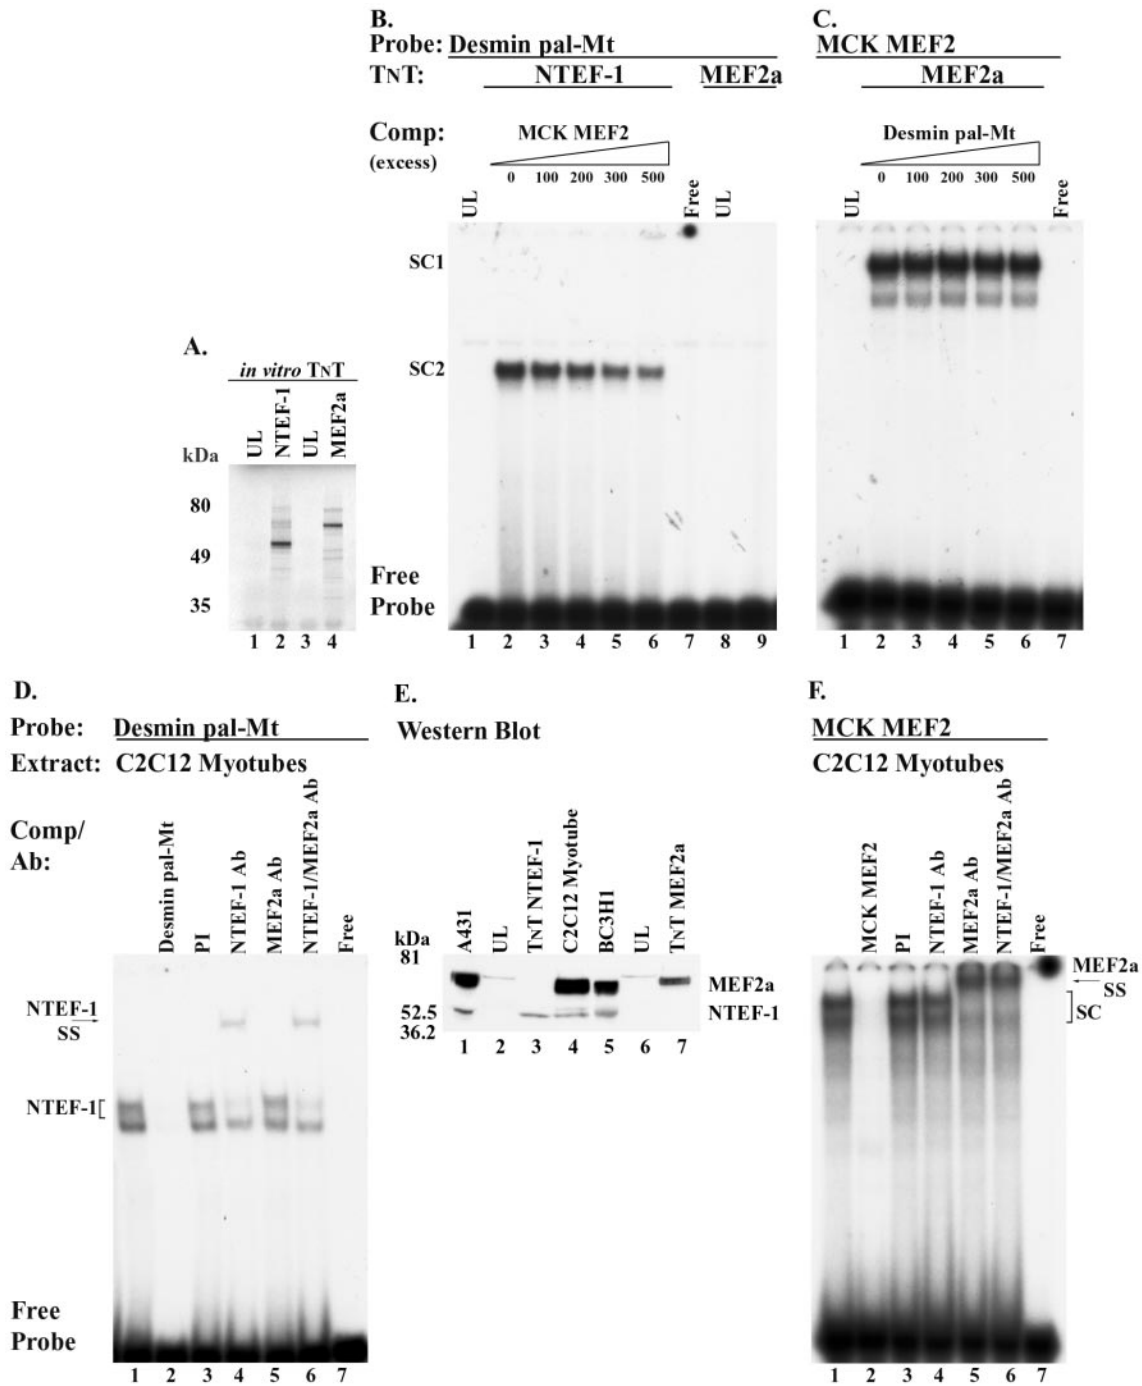 B.
Probe: Desmin pal-Mt
TNT: NTEF-1 MEF2a
Comp: MCK MEF2
(excess)
0 100 200 300 500
UL Free UL
SC1
SC2
Free
Probe
1 2 3 4 5 6 7 8 9
C.
MCK MEF2
MEF2a
Desmin pal-Mt
0 100 200 300 500
UL Free
1 2 3 4 5 6 7
A.
in vitro TNT
UL NTEF-1 UL MEF2a
kDa
80
49
35
1 2 3 4
D.
Probe: Desmin pal-Mt
Extract: C2C12 Myotubes
Comp/
Ab:
Desmin pal-Mt PI NTEF-1 Ab MEF2a Ab NTEF-1/MEF2a Ab Free
NTEF-1
SS
NTEF-1
Free
Probe
1 2 3 4 5 6 7
E.
Western Blot
A431 UL TNT NTEF-1 C2C12 Myotube BC3H1 UL TNT MEF2a
kDa
81
52.5
36.2
MEF2a
NTEF-1
1 2 3 4 5 6 7
F.
MCK MEF2
C2C12 Myotubes
MCK MEF2 PI NTEF-1 Ab MEF2a Ab NTEF-1/MEF2a Ab Free
MEF2a
SS
SC
1 2 3 4 5 6 7